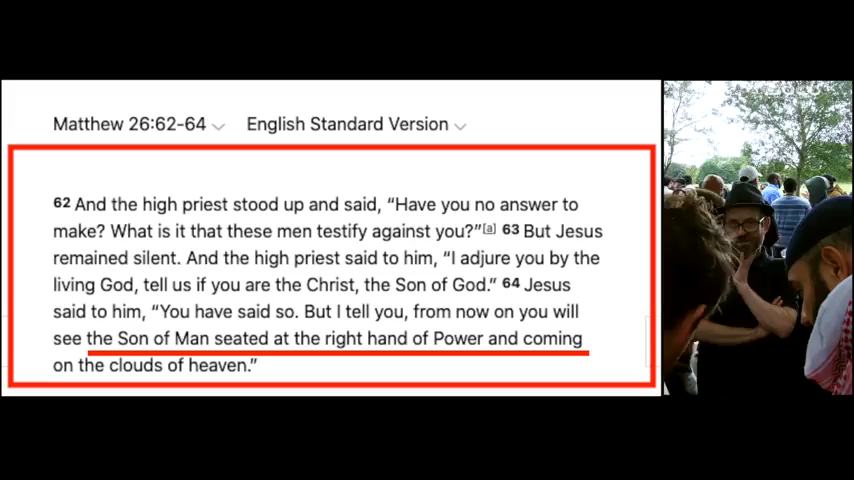 Matthew 26:62-64 English Standard Version
62 And the high priest stood up and said, “Have you no answer to
make? What is it that these men testify against you?”[a] 63 But Jesus
remained silent. And the high priest said to him, “I adjure you by the
living God, tell us if you are the Christ, the Son of God.” 64 Jesus
said to him, “You have said so. But I tell you, from now on you will
see the Son of Man seated at the right hand of Power and coming
on the clouds of heaven.”